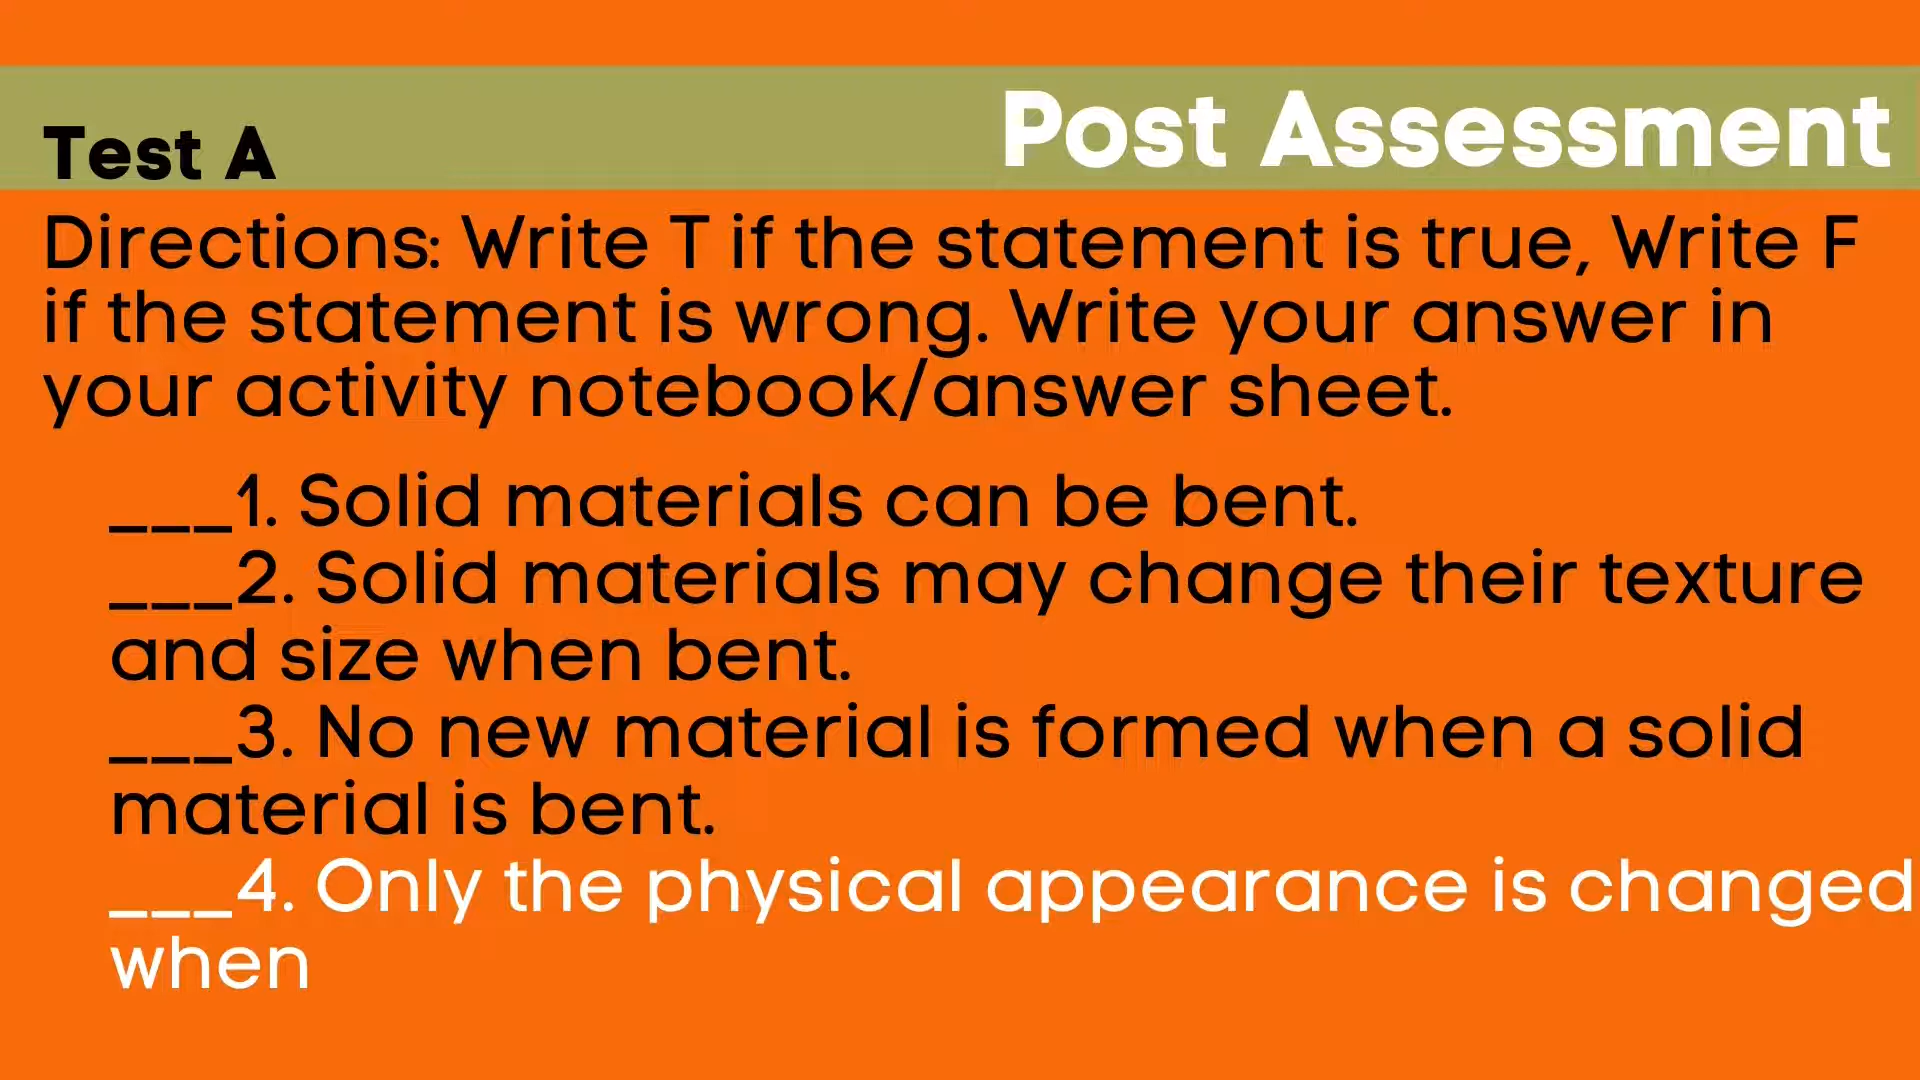 Post Assessment
Test A
Directions: Write T if the statement is true, Write F
if the statement is wrong. Write your answer in
your activity notebook/answer sheet.
___1. Solid materials can be bent.
___2. Solid materials may change their texture
and size when bent.
___3. No new material is formed when a solid
material is bent.
___4. Only the physical appearance is changed
when